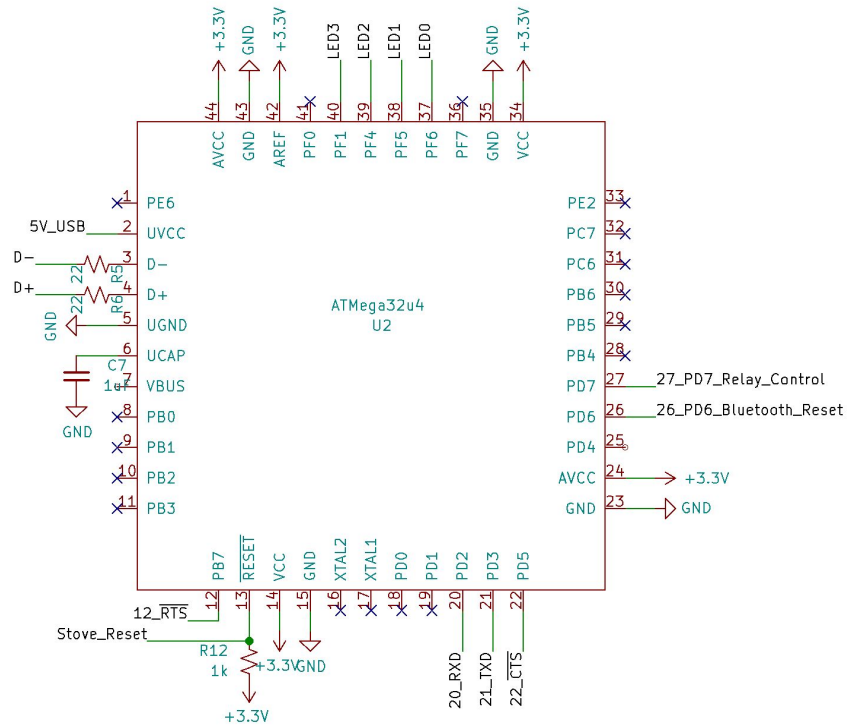 +3.3V
GND
+3.3V
LED3
LED2
LED1
LED0
GND
+3.3V
44
43
42
41
40
39
38
37
36
35
34
AVCC
GND
AREF
PF0
PF1
PF4
PF5
PF6
PF7
GND
VCC
1 PE6
PE2 33
5V_USB 2 UVCC
PC7 32
D- 22 R5 3 D-
PC6 31
D+ 22 R6 4 D+
PB6 30
ATMega32u4
U2
GND 5 UGND
PB5 29
6 UCAP
PB4 28
C7
1uF
GND
7 VBUS
PD7 27 27_PD7_Relay_Control
8 PB0
PD6 26 26_PD6_Bluetooth_Reset
9 PB1
PD4 25
10 PB2
AVCC 24 +3.3V
11 PB3
GND 23 GND
PB7
RESET
VCC
GND
XTAL2
XTAL1
PD0
PD1
PD2
PD3
PD5
12
13
14
15
16
17
18
19
20
21
22
12_RTS
Stove_Reset
R12
1k
+3.3V
+3.3V
GND
20_RXD
21_TXD
22_CTS